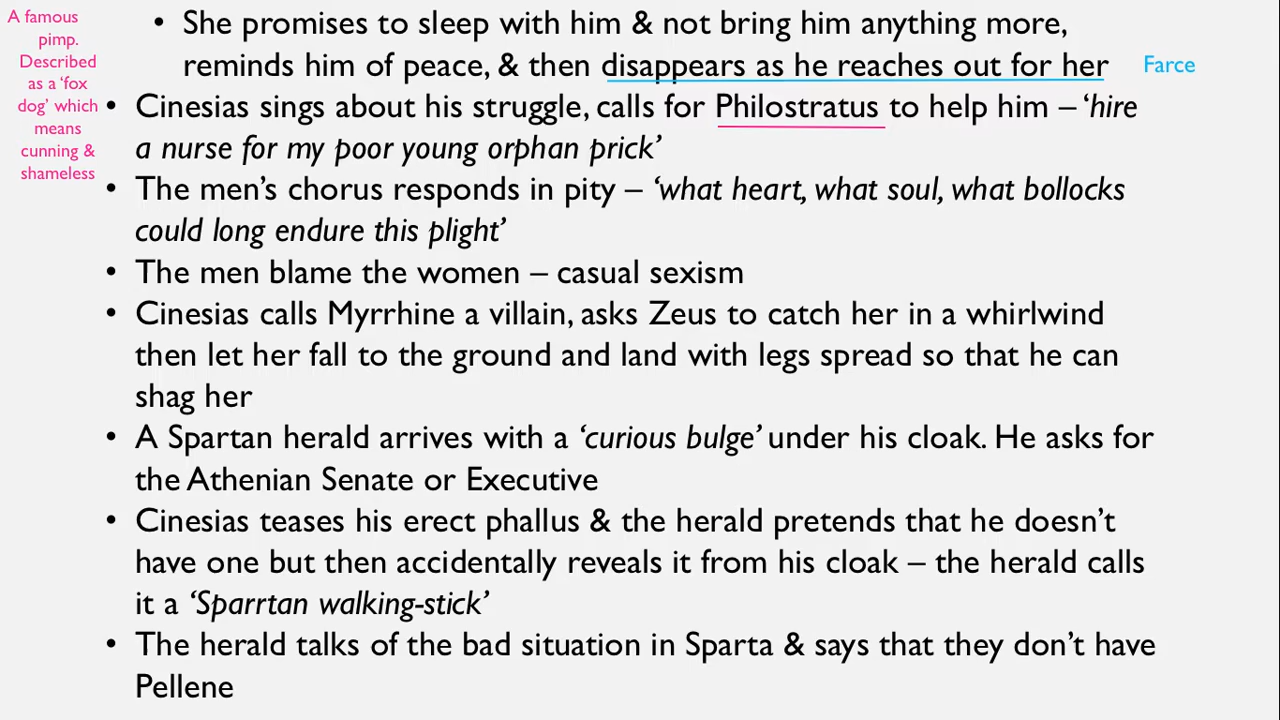 A famous
pimp.
Described
as a ‘fox
dog’ which
means
cunning &
shameless
• She promises to sleep with him & not bring him anything more,
reminds him of peace, & then disappears as he reaches out for her
Farce
• Cinesias sings about his struggle, calls for Philostratus to help him – ‘hire
a nurse for my poor young orphan prick’
• The men’s chorus responds in pity – ‘what heart, what soul, what bollocks
could long endure this plight’
• The men blame the women – casual sexism
• Cinesias calls Myrrhine a villain, asks Zeus to catch her in a whirlwind
then let her fall to the ground and land with legs spread so that he can
shag her
• A Spartan herald arrives with a ‘curious bulge’ under his cloak. He asks for
the Athenian Senate or Executive
• Cinesias teases his erect phallus & the herald pretends that he doesn’t
have one but then accidentally reveals it from his cloak – the herald calls
it a ‘Sparrtan walking-stick’
• The herald talks of the bad situation in Sparta & says that they don’t have
Pellene